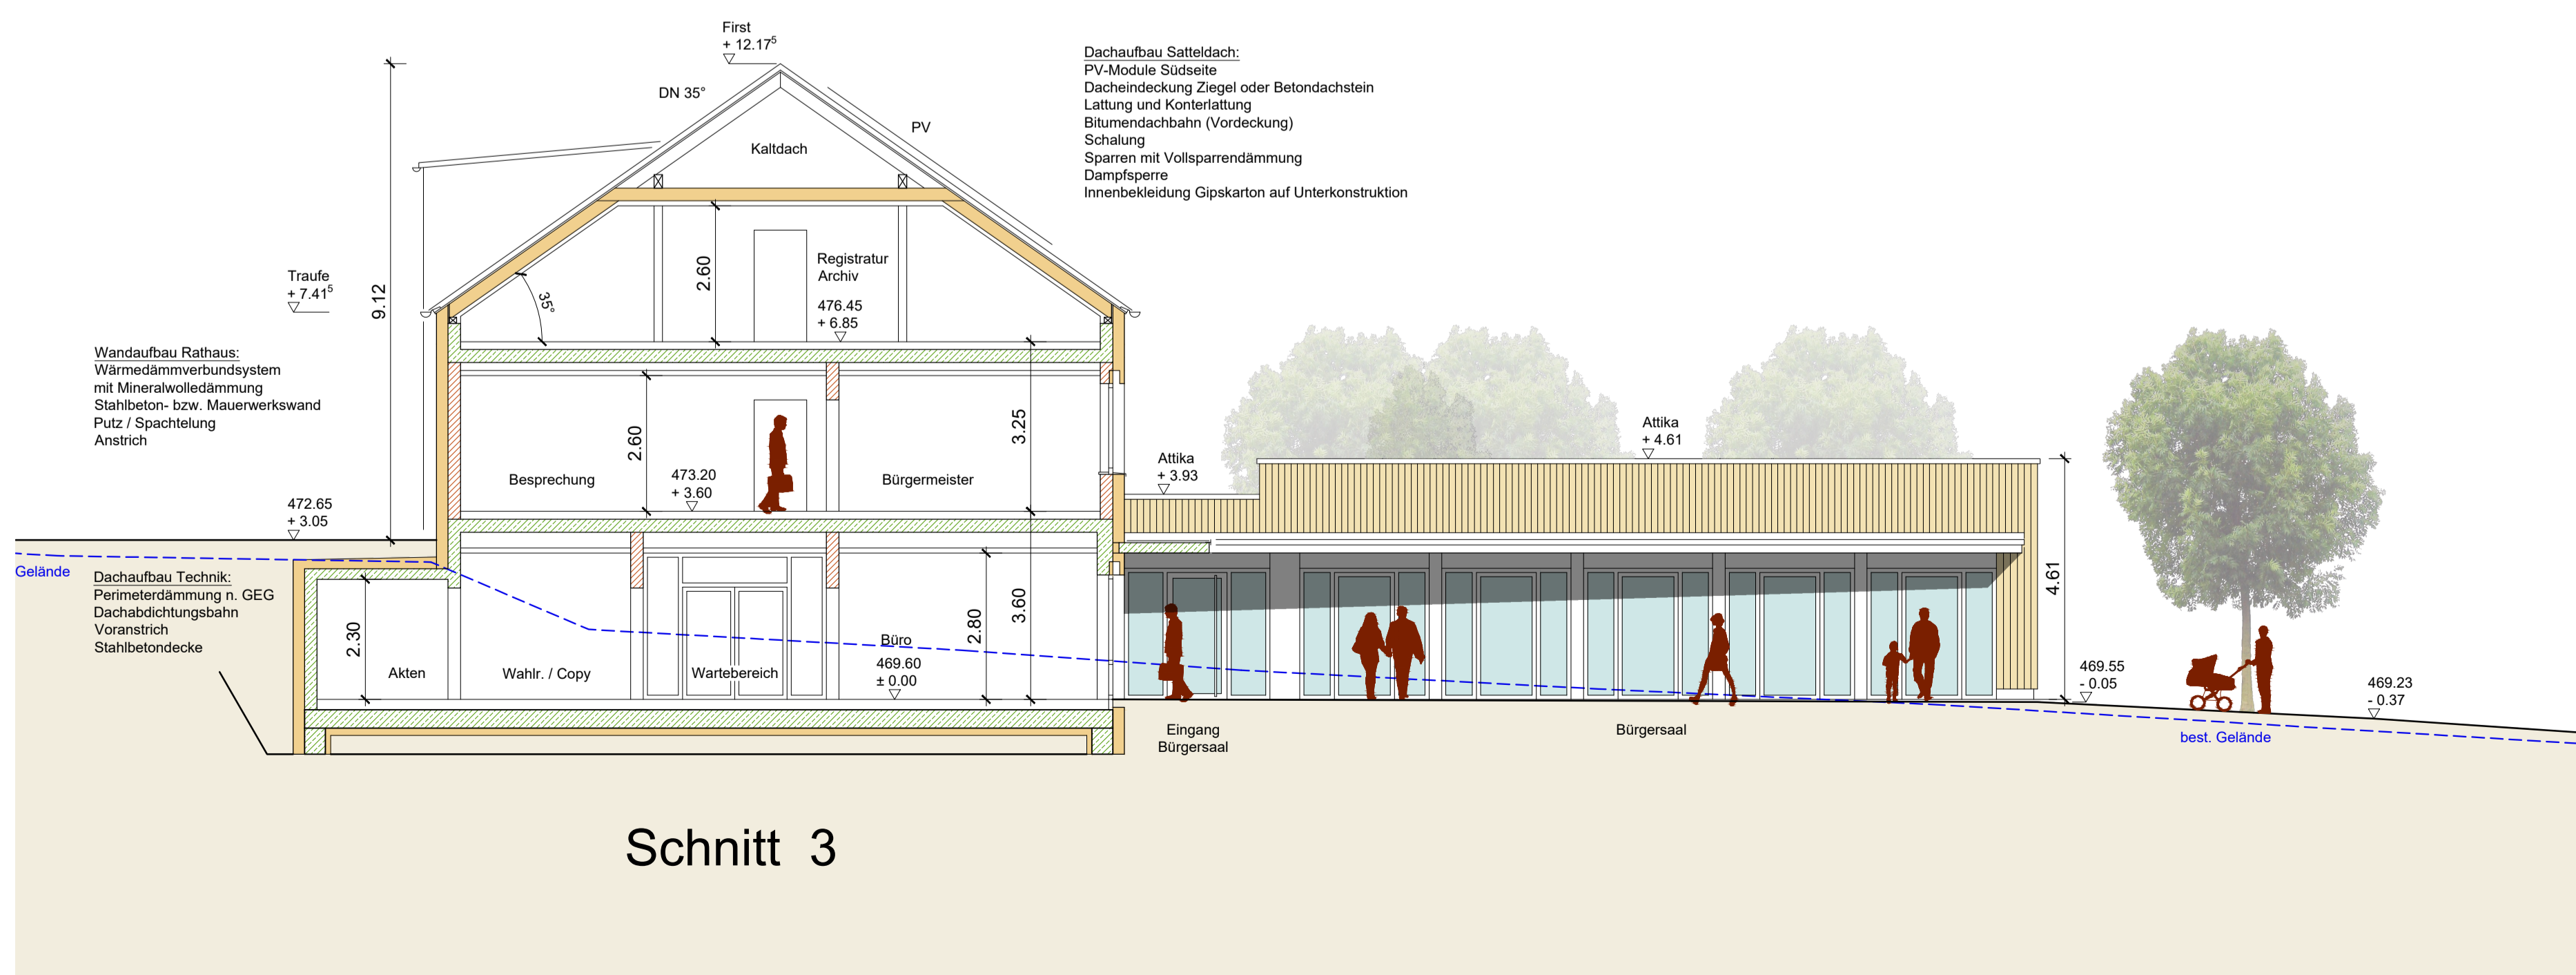 First
+ 12.17⁵
DN 35°
PV
Kaltdach
Dachaufbau Satteldach:
PV-Module Südseite
Dacheindeckung Ziegel oder Betondachstein
Lattung und Konterlattung
Bitumendachbahn (Vordeckung)
Schalung
Sparren mit Vollsparrendämmung
Dampfsperre
Innenbekleidung Gipskarton auf Unterkonstruktion
Traufe
+ 7.41⁵
9.12
35°
2.60
Registratur
Archiv
476.45
+ 6.85
Wandaufbau Rathaus:
Wärmedämmverbundsystem
mit Mineralwolledämmung
Stahlbeton- bzw. Mauerwerkswand
Putz / Spachtelung
Anstrich
472.65
+ 3.05
Besprechung
2.60
473.20
+ 3.60
Bürgermeister
3.25
Attika
+ 3.93
Attika
+ 4.61
Gelände
Dachaufbau Technik:
Perimeterdämmung n. GEG
Dachabdichtungsbahn
Voranstrich
Stahlbetondecke
2.30
Akten
Wahlr. / Copy
Wartebereich
Büro
469.60
± 0.00
2.80
3.60
4.61
469.55
- 0.05
469.23
- 0.37
Eingang
Bürgersaal
Bürgersaal
best. Gelände
Schnitt 3